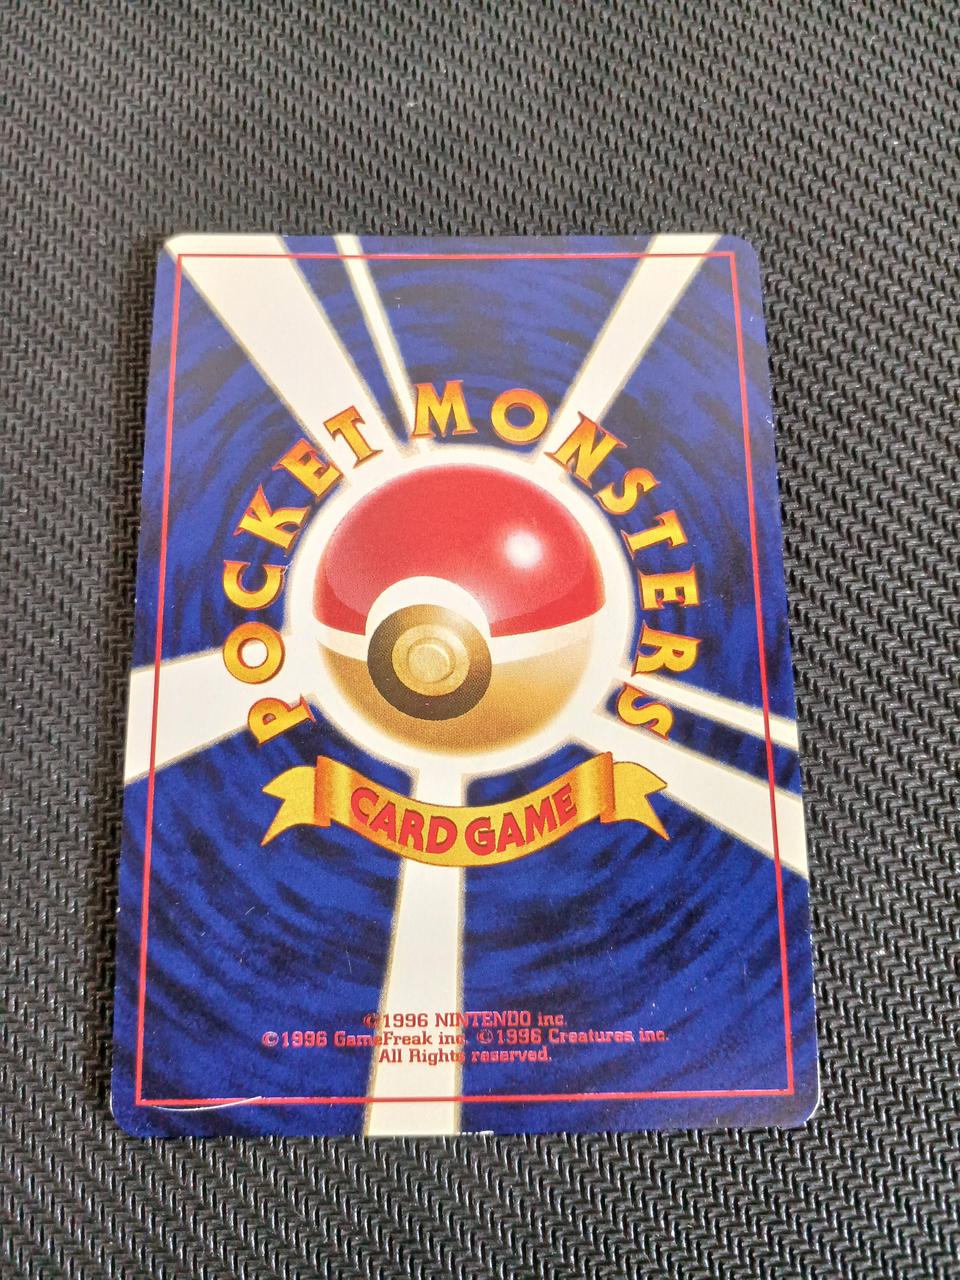 POCKET MONSTERS
CARD GAME
©1996 NINTENDO inc.
©1996 GameFreak inc. ©1996 Creatures inc.
All Rights reserved.